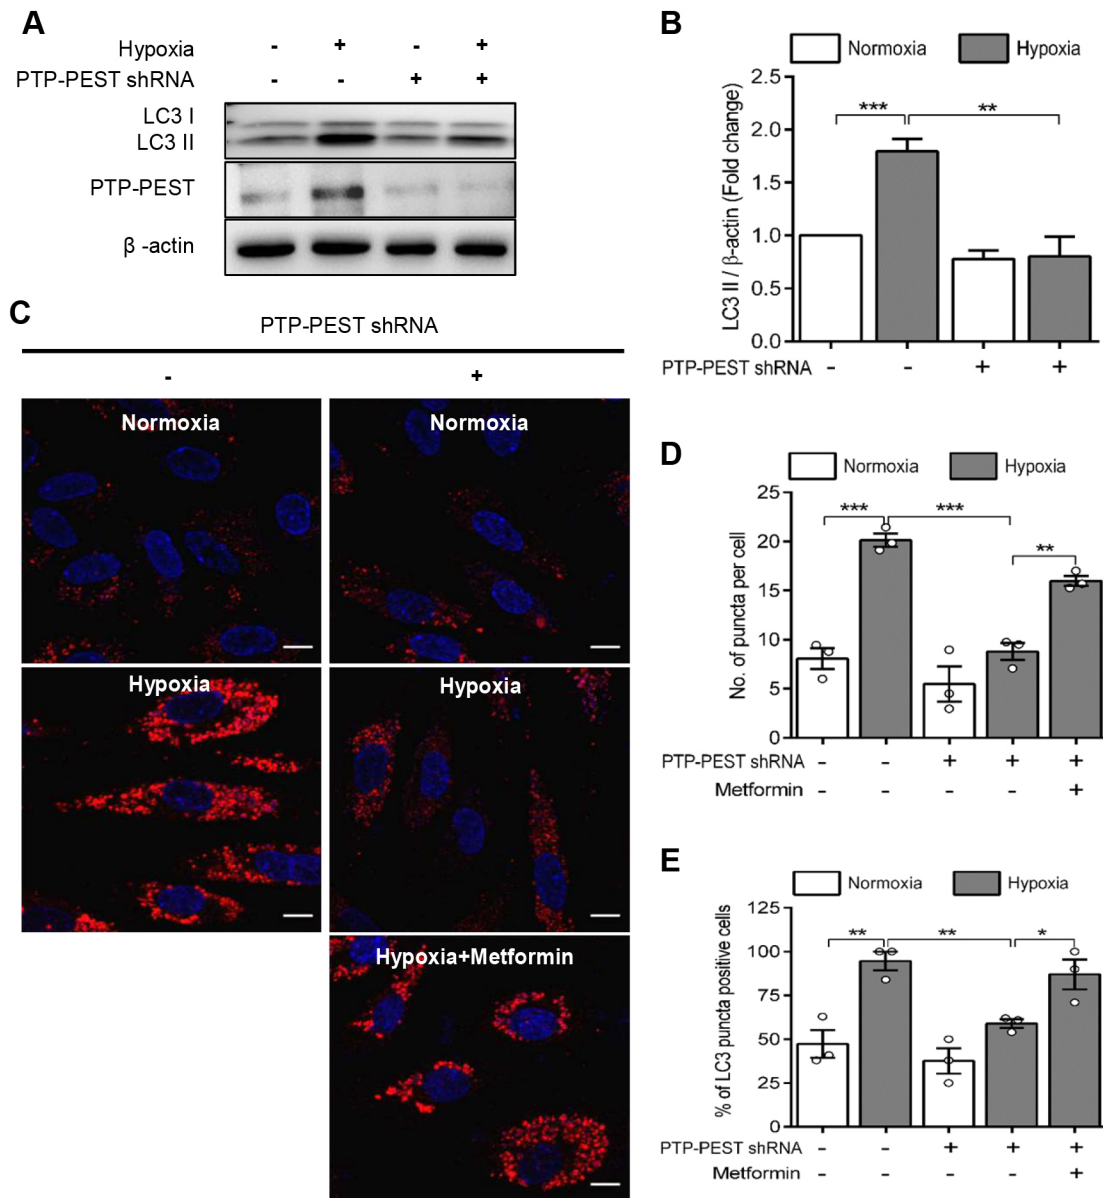 A
Hypoxia - + - +
PTP-PEST shRNA - - + +
LC3 I
LC3 II
PTP-PEST
β -actin
B
Normoxia Hypoxia
LC3 II / β-actin (Fold change)
2.5
2.0
1.5
1.0
0.5
0.0
*** **
PTP-PEST shRNA - - + +
C
PTP-PEST shRNA
- +
Normoxia Normoxia
Hypoxia Hypoxia
Hypoxia+Metformin
D
Normoxia Hypoxia
No. of puncta per cell
25
20
15
10
5
0
*** *** **
PTP-PEST shRNA - - + + +
Metformin - - - - +
E
Normoxia Hypoxia
% of LC3 puncta positive cells
125
100
75
50
25
0
** ** *
PTP-PEST shRNA - - + + +
Metformin - - - - +